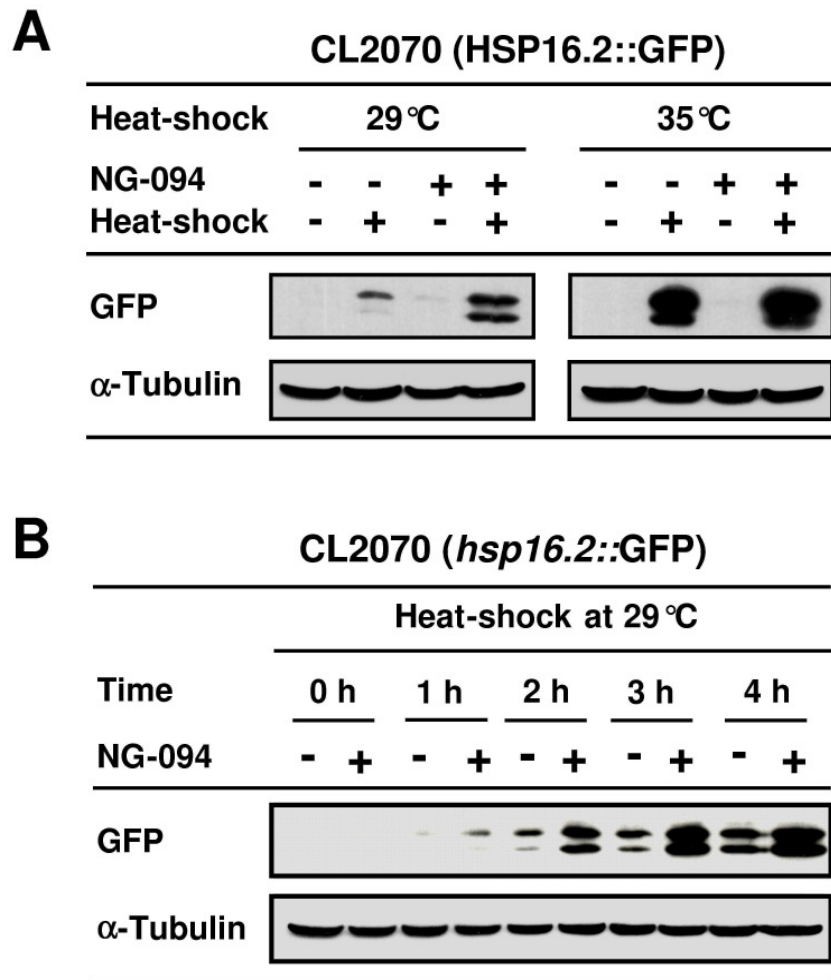 A
CL2070 (HSP16.2::GFP)
Heat-shock 29°C 35°C
NG-094 - - + + - - + +
Heat-shock - + - + - + - +
GFP
α-Tubulin
B
CL2070 (hsp16.2::GFP)
Heat-shock at 29°C
Time 0 h 1 h 2 h 3 h 4 h
NG-094 - + - + - + - + - +
GFP
α-Tubulin